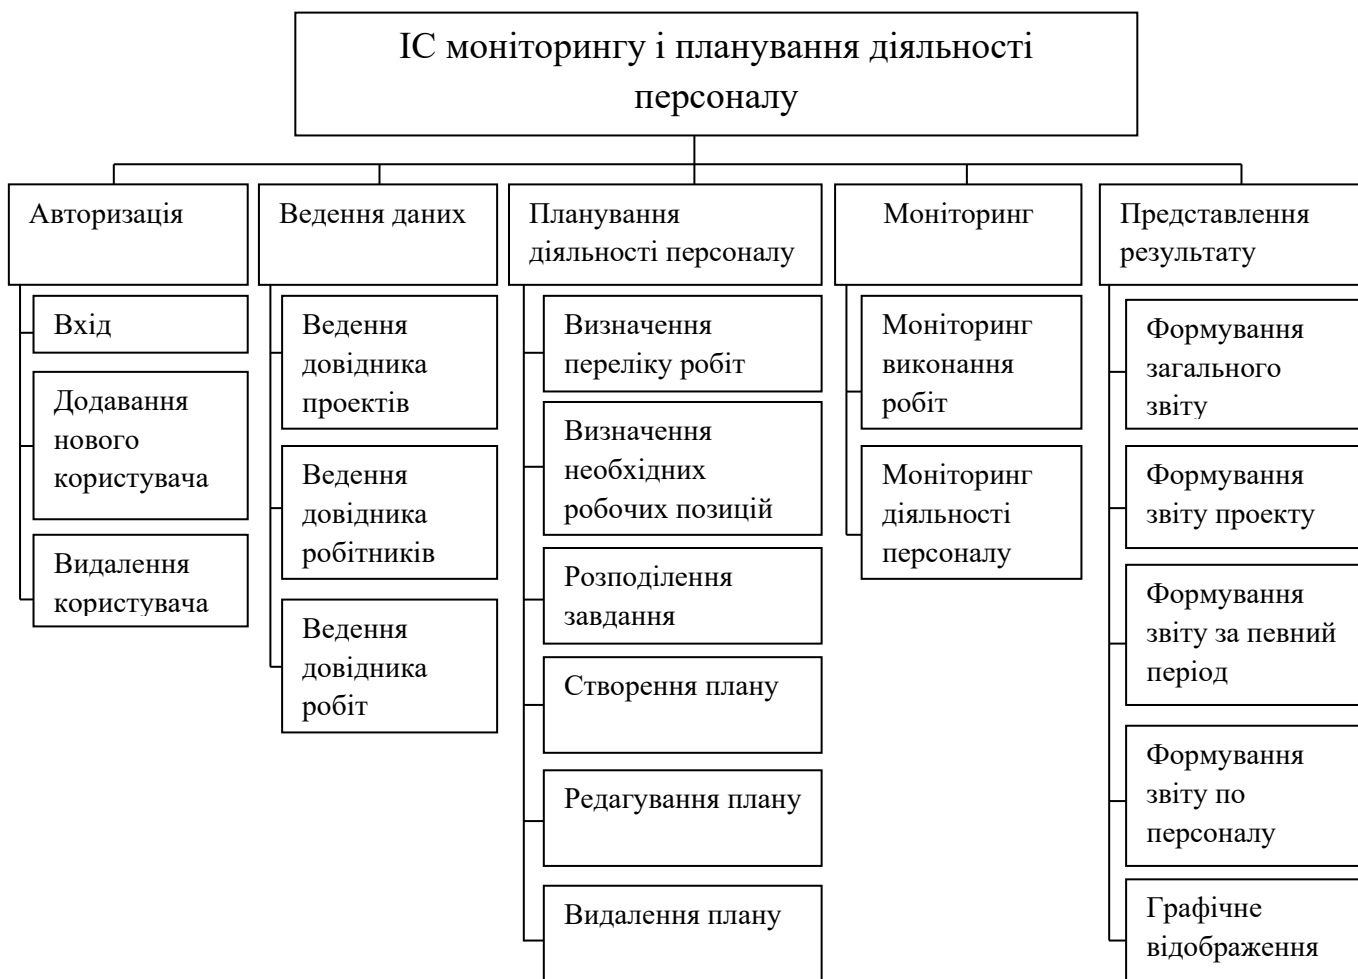 ІС моніторингу і планування діяльності
персоналу
Авторизація
Вхід
Додавання
нового
користувача
Видалення
користувача
Ведення даних
Ведення
довідника
проектів
Ведення
довідника
робітників
Ведення
довідника
робіт
Планування
діяльності персоналу
Визначення
переліку робіт
Визначення
необхідних
робочих позицій
Розподілення
завдання
Створення плану
Редагування плану
Видалення плану
Моніторинг
Моніторинг
виконання
робіт
Моніторинг
діяльності
персоналу
Представлення
результату
Формування
загального
звіту
Формування
звіту проекту
Формування
звіту за певний
період
Формування
звіту по
персоналу
Графічне
відображення